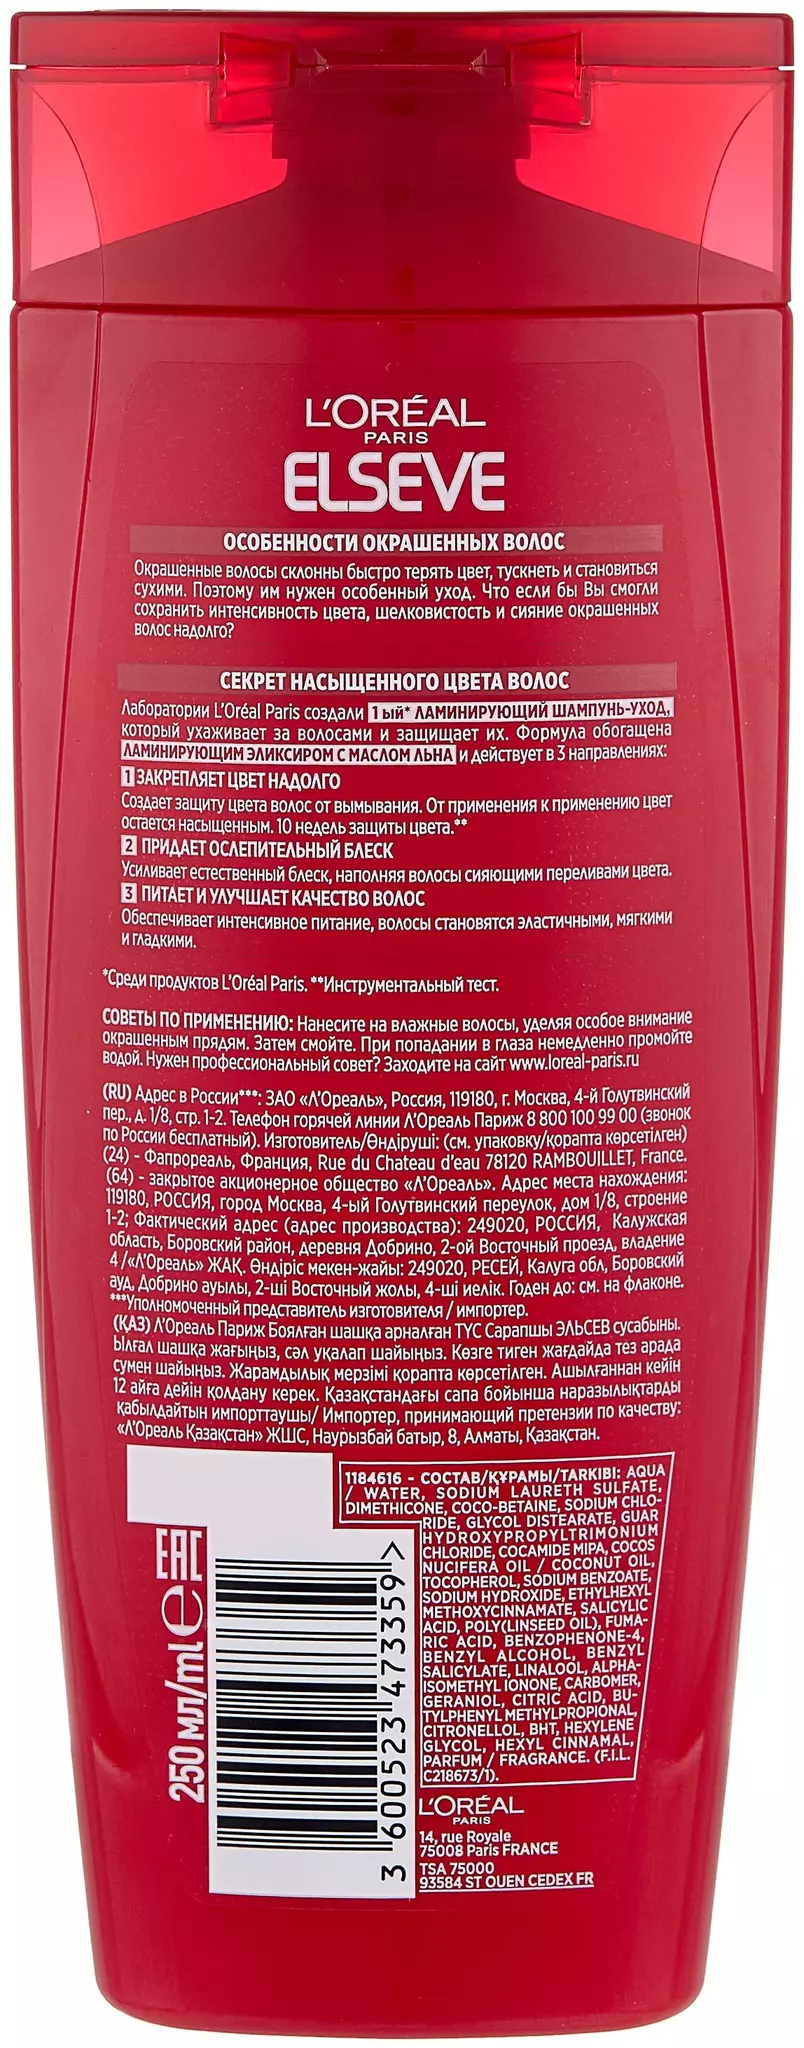 L'ORÉAL
PARIS
ELSEVE
ОСОБЕННОСТИ ОКРАШЕННЫХ ВОЛОС
Окрашенные волосы склонны быстро терять цвет, тускнеть и становиться
сухими. Поэтому им нужен особенный уход. Что если бы Вы смогли
сохранить интенсивность цвета, шелковистость и сияние окрашенных
волос надолго?
СЕКРЕТ НАСЫЩЕННОГО ЦВЕТА ВОЛОС
Лаборатории L'Oréal Paris создали 1 ый* ЛАМИНИРУЮЩИЙ ШАМПУНЬ-УХОД,
который ухаживает за волосами и защищает их. Формула обогащена
ЛАМИНИРУЮЩИМ ЭЛИКСИРОМ С МАСЛОМ ЛЬНА и действует в 3 направлениях:
1 ЗАКРЕПЛЯЕТ ЦВЕТ НАДОЛГО
Создает защиту цвета волос от вымывания. От применения к применению цвет
остается насыщенным. 10 недель защиты цвета.**
2 ПРИДАЕТ ОСЛЕПИТЕЛЬНЫЙ БЛЕСК
Усиливает естественный блеск, наполняя волосы сияющими переливами цвета.
3 ПИТАЕТ И УЛУЧШАЕТ КАЧЕСТВО ВОЛОС
Обеспечивает интенсивное питание, волосы становятся эластичными, мягкими
и гладкими.
*Среди продуктов L'Oréal Paris. **Инструментальный тест.
СОВЕТЫ ПО ПРИМЕНЕНИЮ: Нанесите на влажные волосы, уделяя особое внимание
окрашенным прядям. Затем смойте. При попадании в глаза немедленно промойте
водой. Нужен профессиональный совет? Заходите на сайт www.loreal-paris.ru
(RU) Адрес в России***: ЗАО «Л'Ореаль», Россия, 119180, г. Москва, 4-й Голутвинский
пер., д. 1/8, стр. 1-2. Телефон горячей линии Л'Ореаль Париж 8 800 100 99 00 (звонок
по России бесплатный). Изготовитель/Өндіруші: (см. упаковку/қорапта көрсетілген)
(24) - Фапрореаль, Франция, Rue du Chateau d'eau 78120 RAMBOUILLET, France.
(64) - закрытое акционерное общество «Л'Ореаль». Адрес места нахождения:
119180, РОССИЯ, город Москва, 4-ый Голутвинский переулок, дом 1/8, строение
1-2; Фактический адрес (адрес производства): 249020, РОССИЯ, Калужская
область, Боровский район, деревня Добрино, 2-ой Восточный проезд, владение
4 /«Л'Ореаль» ЖАҚ. Өндіріс мекен-жайы: 249020, РЕСЕЙ, Калуга обл, Боровский
ауд, Добрино ауылы, 2-ші Восточный жолы, 4-ші иелік. Годен до: см. на флаконе.
***Уполномоченный представитель изготовителя / импортер.
(ҚАЗ) Л'Ореаль Париж Боялған шашқа арналған ТҮС Сарапшы ЭЛЬСЕВ сусабыны.
Ылғал шашқа жағыңыз, сәл уқалап шайыңыз. Көзге тиген жағдайда тез арада
сумен шайыңыз. Жарамдылық мерзімі қорапта көрсетілген. Ашылғаннан кейін
12 айға дейін қолдану керек. Қазақстандағы сапа бойынша наразылықтарды
қабылдайтын импорттаушы/ Импортер, принимающий претензии по качеству:
«Л'Ореаль Қазақстан» ЖШС, Наурызбай батыр, 8, Алматы, Қазақстан.
1184616 - СОСТАВ/ҚҰРАМЫ/TARKIBI: AQUA
/ WATER, SODIUM LAURETH SULFATE,
DIMETHICONE, COCO-BETAINE, SODIUM CHLO-
RIDE, GLYCOL DISTEARATE, GUAR
HYDROXYPROPYLTRIMONIUM
CHLORIDE, COCAMIDE MIPA, COCOS
NUCIFERA OIL / COCONUT OIL,
TOCOPHEROL, SODIUM BENZOATE,
SODIUM HYDROXIDE, ETHYLHEXYL
METHOXYCINNAMATE, SALICYLIC
ACID, POLY(LINSEED OIL), FUMA-
RIC ACID, BENZOPHENONE-4,
BENZYL ALCOHOL, BENZYL
SALICYLATE, LINALOOL, ALPHA-
ISOMETHYL IONONE, CARBOMER,
GERANIOL, CITRIC ACID, BU-
TYLPHENYL METHYLPROPIONAL,
CITRONELLOL, BHT, HEXYLENE
GLYCOL, HEXYL CINNAMAL,
PARFUM / FRAGRANCE. (F.I.L.
C218673/1).
EAC
250 мл/ml e
3 600523 473359 >
L'ORÉAL
PARIS
14, rue Royale
75008 Paris FRANCE
TSA 75000
93584 ST OUEN CEDEX FR